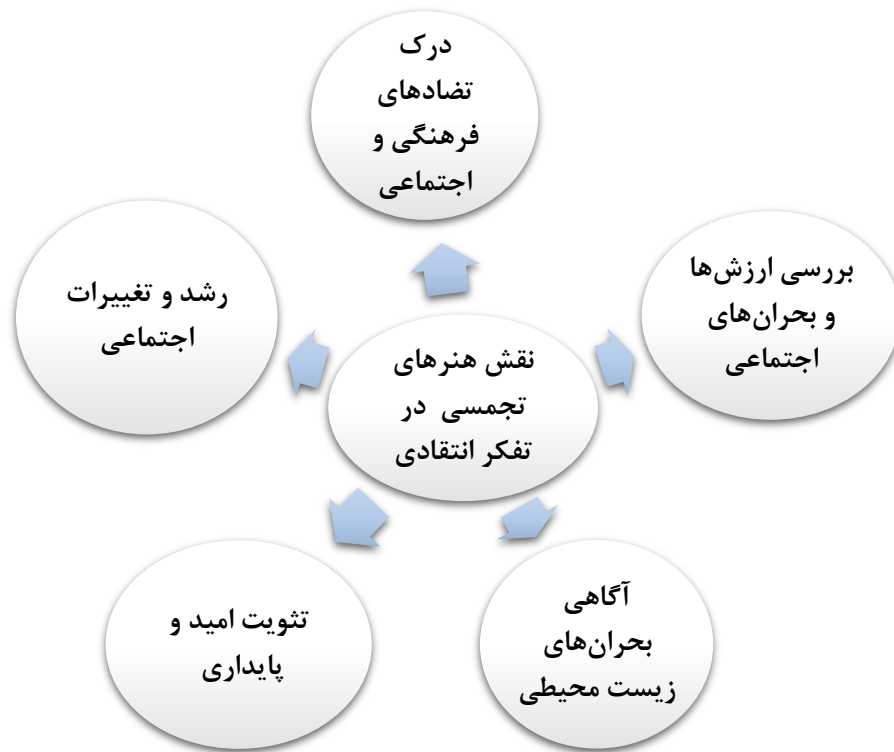 درک
تضادهای
فرهنگی و
اجتماعی
بررسی ارزش‌ها
و بحران‌های
اجتماعی
رشد و تغییرات
اجتماعی
نقش هنرهای
تجمسی در
تفکر انتقادی
آگاهی
بحران‌های
زیست محیطی
تثویت امید و
پایداری